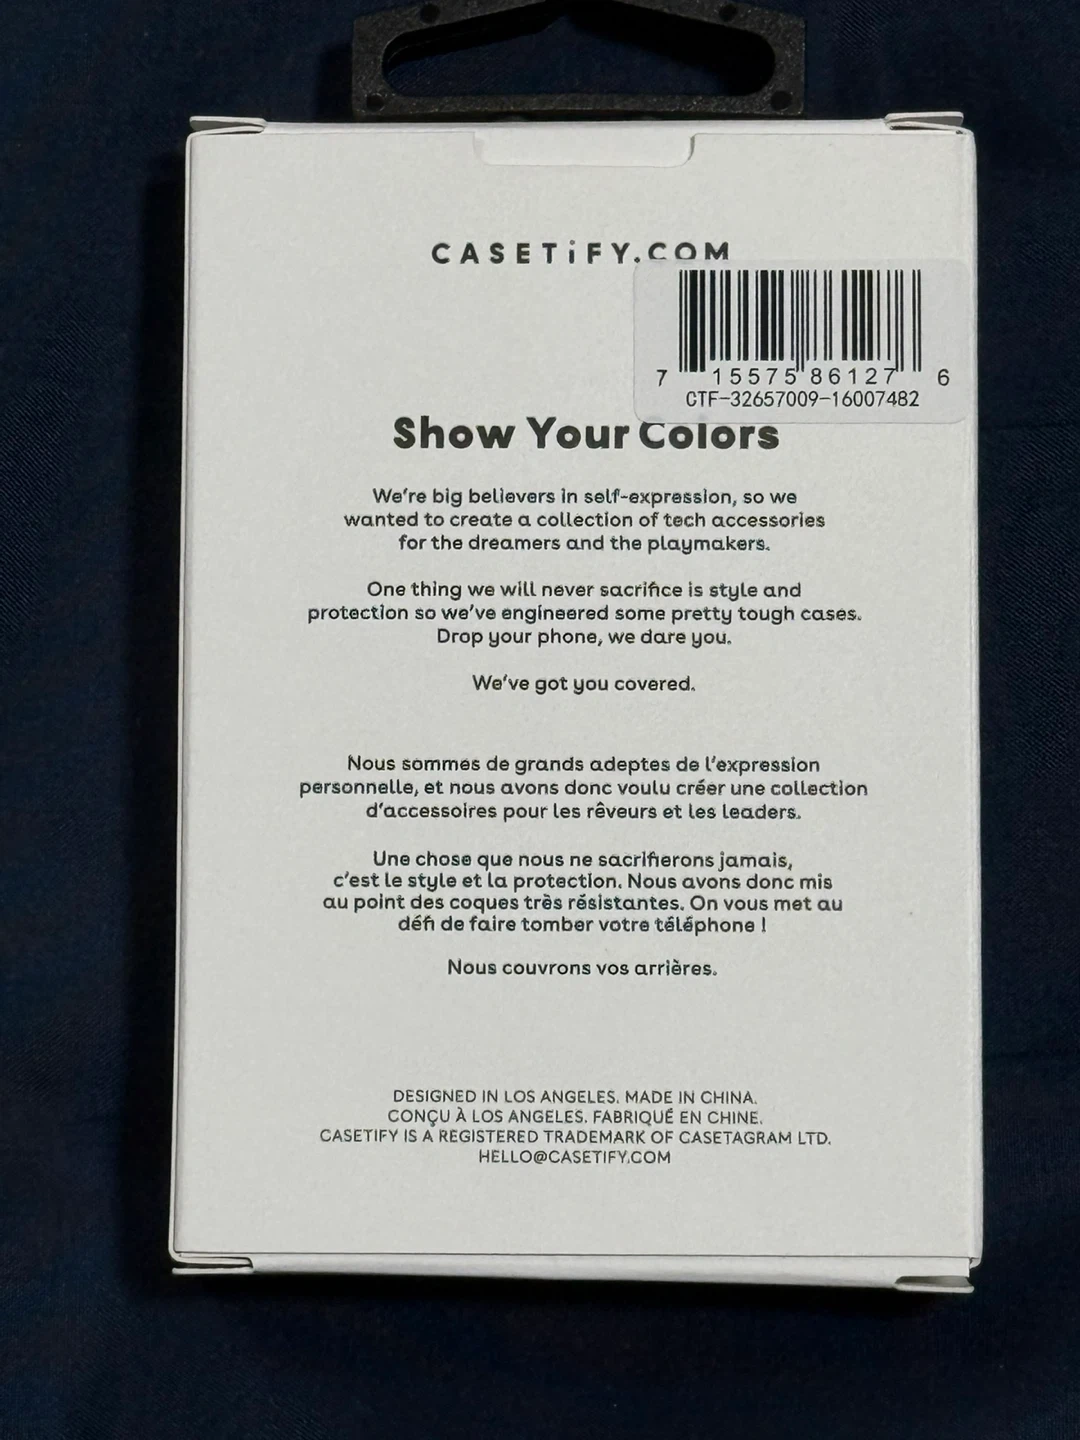 CASETiFY.COM
7 15575 86127 6
CTF-32657009-16007482
Show Your Colors
We're big believers in self-expression, so we
wanted to create a collection of tech accessories
for the dreamers and the playmakers.
One thing we will never sacrifice is style and
protection so we've engineered some pretty tough cases.
Drop your phone, we dare you.
We've got you covered.
Nous sommes de grands adeptes de l'expression
personnelle, et nous avons donc voulu créer une collection
d'accessoires pour les rêveurs et les leaders.
Une chose que nous ne sacrifierons jamais,
c'est le style et la protection. Nous avons donc mis
au point des coques très résistantes. On vous met au
défi de faire tomber votre téléphone !
Nous couvrons vos arrières.
DESIGNED IN LOS ANGELES. MADE IN CHINA.
CONÇU À LOS ANGELES. FABRIQUÉ EN CHINE.
CASETIFY IS A REGISTERED TRADEMARK OF CASETAGRAM LTD.
HELLO@CASETIFY.COM